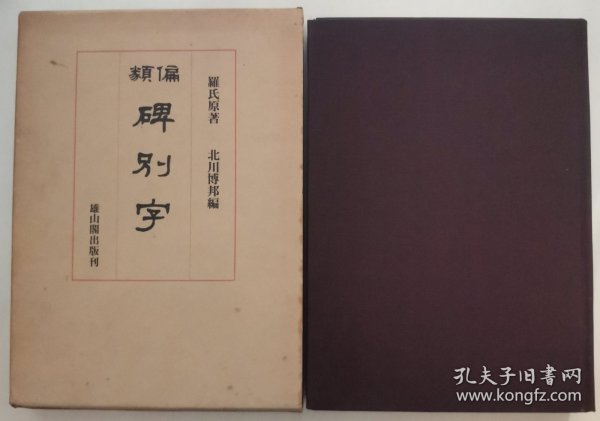 羅氏原著 北川博邦編
偏類
碑別字
雄山閣出版刊
孔夫子旧书网
www.kongfz.com